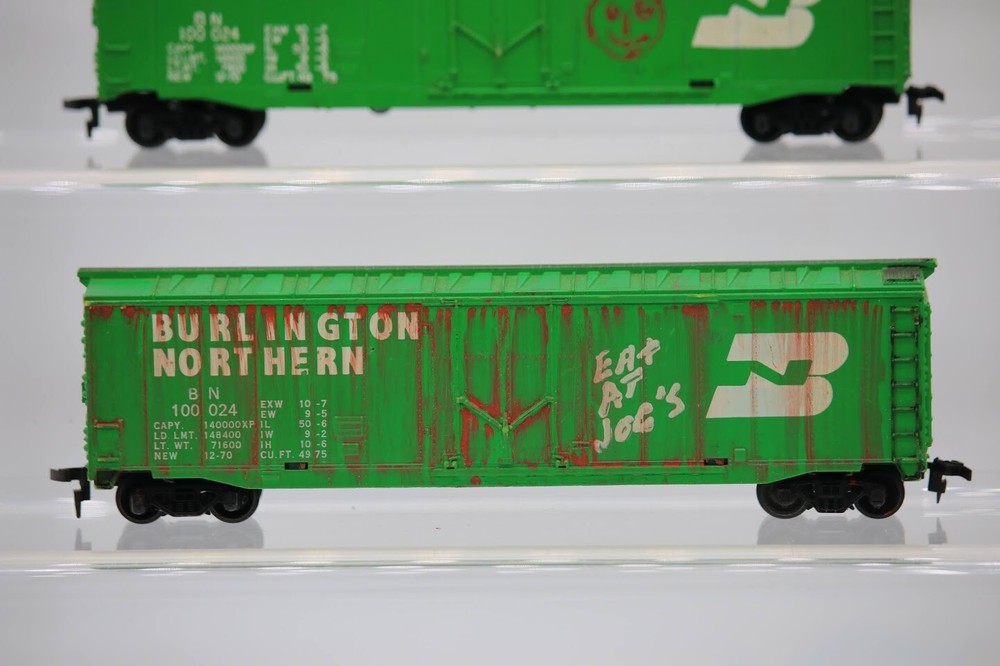 BN
100 024
BURLINGTON
NORTHERN
BN
100 024
CAPY. 140000XP
LD. LMT. 148400
LT. WT. 71600
NEW 12-70
EXW 10-7
EW 9-5
IL 50-6
IW 9-2
IH 10-6
CU.FT. 4975
EAt
AT
JOG'S